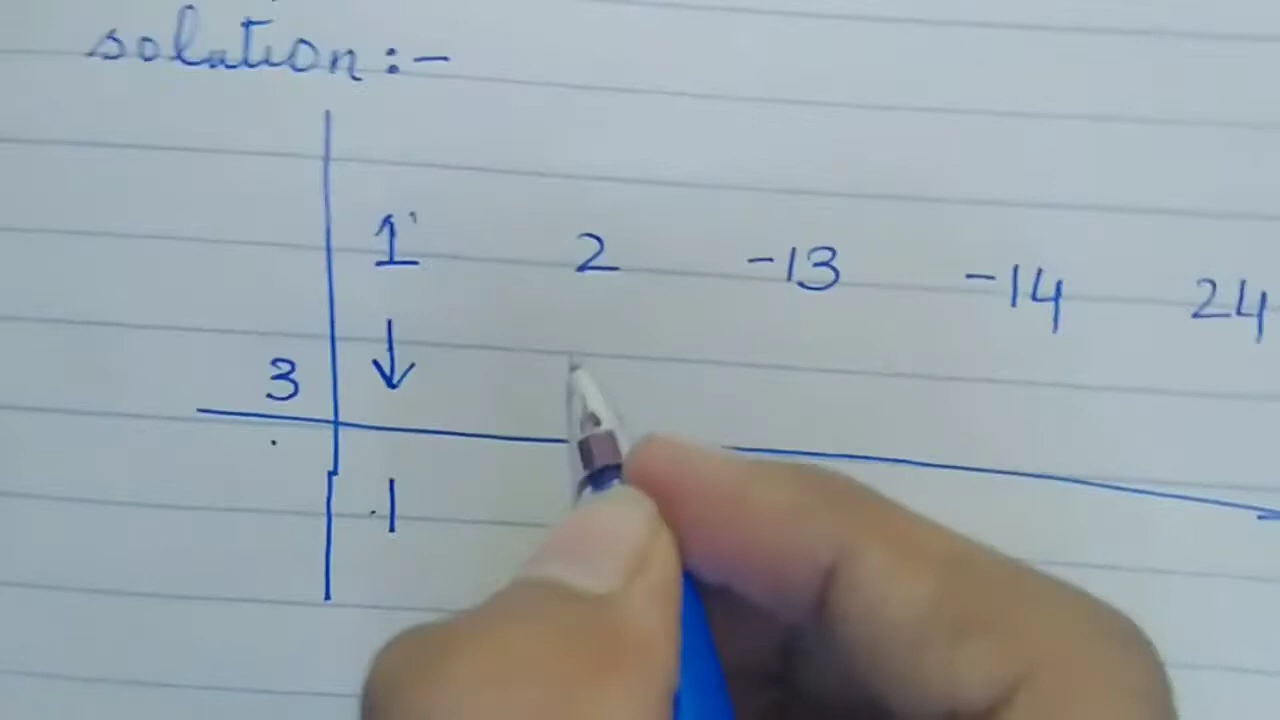 solution:-
1 2 -13 -14 24
3 ↓
1